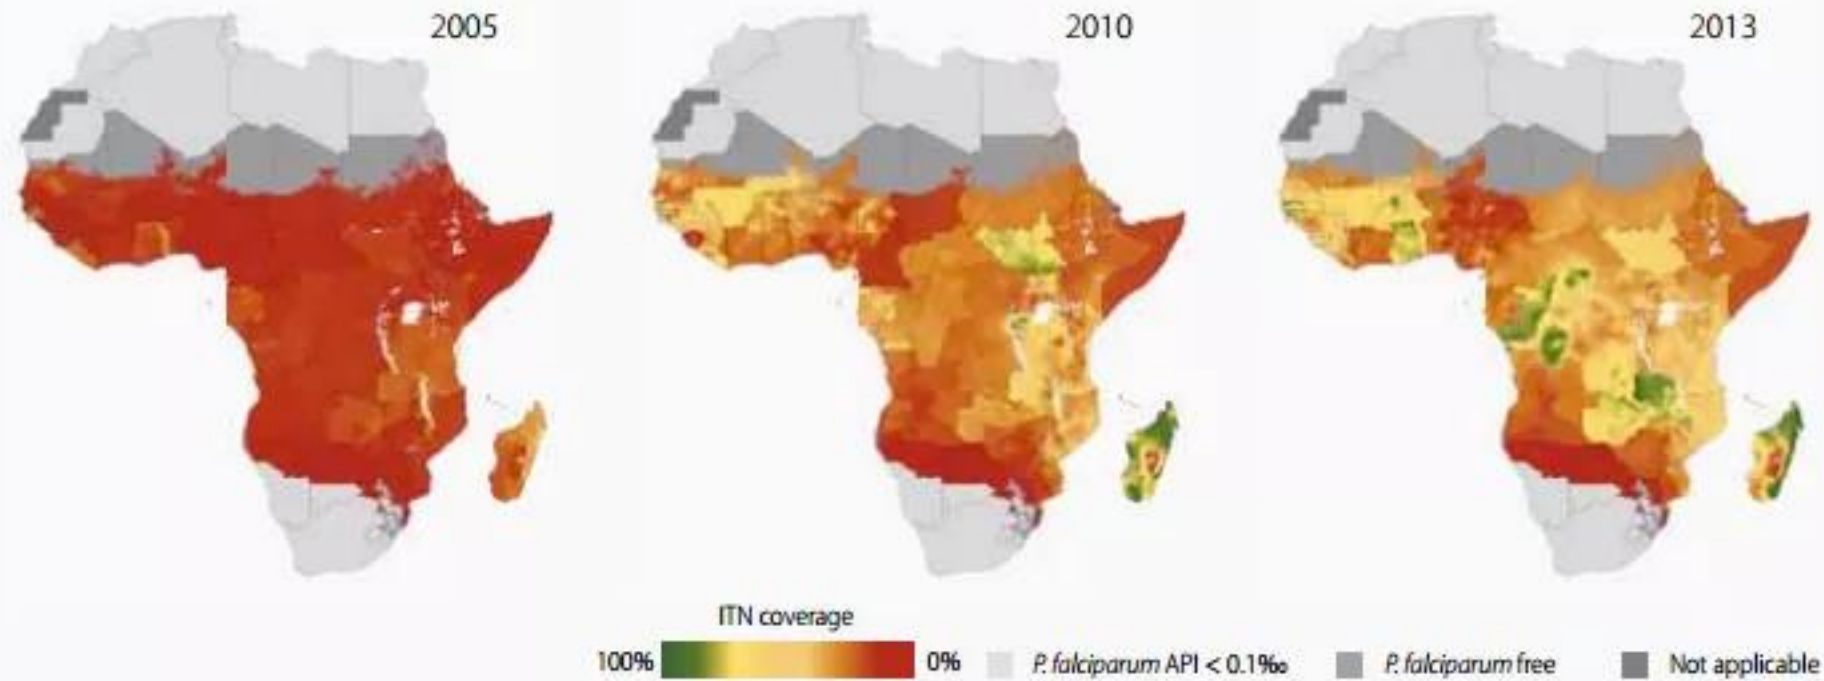 2005
2010
2013
ITN coverage
100%
0%
P. falciparum API < 0.1‰
P. falciparum free
Not applicable